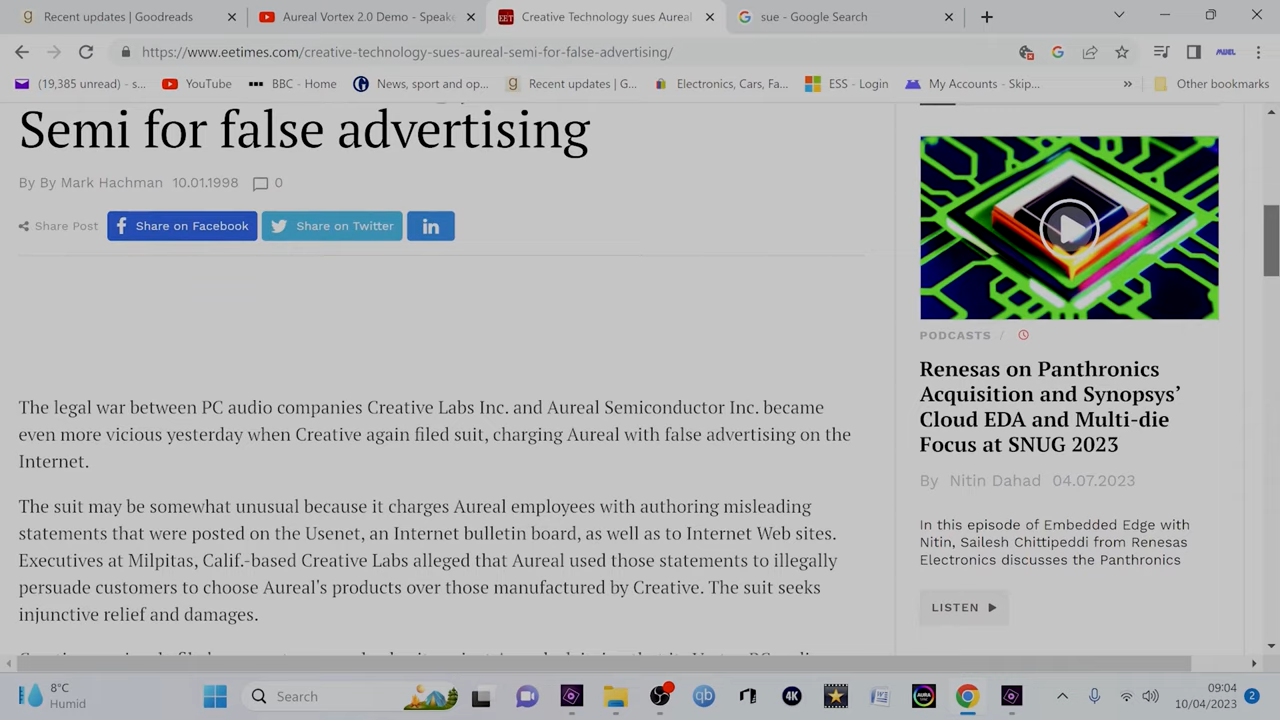 Recent updates | Goodreads
Aureal Vortex 2.0 Demo - Speake
EET
Creative Technology sues Aureal
sue - Google Search
https://www.eetimes.com/creative-technology-sues-aureal-semi-for-false-advertising/
(19,385 unread) - s...
YouTube
BBC - Home
News, sport and op...
Recent updates | G...
Electronics, Cars, Fa...
ESS - Login
My Accounts - Skip...
»
Other bookmarks
Semi for false advertising
By By Mark Hachman 10.01.1998 0
Share Post
Share on Facebook
Share on Twitter
in
The legal war between PC audio companies Creative Labs Inc. and Aureal Semiconductor Inc. became
even more vicious yesterday when Creative again filed suit, charging Aureal with false advertising on the
Internet.
The suit may be somewhat unusual because it charges Aureal employees with authoring misleading
statements that were posted on the Usenet, an Internet bulletin board, as well as to Internet Web sites.
Executives at Milpitas, Calif.-based Creative Labs alleged that Aureal used those statements to illegally
persuade customers to choose Aureal's products over those manufactured by Creative. The suit seeks
injunctive relief and damages.
PODCASTS /
Renesas on Panthronics
Acquisition and Synopsys’
Cloud EDA and Multi-die
Focus at SNUG 2023
By Nitin Dahad 04.07.2023
In this episode of Embedded Edge with
Nitin, Sailesh Chittipeddi from Renesas
Electronics discusses the Panthronics
LISTEN
8°C
Humid
Search
qb
4K
AURA
09:04
10/04/2023
2